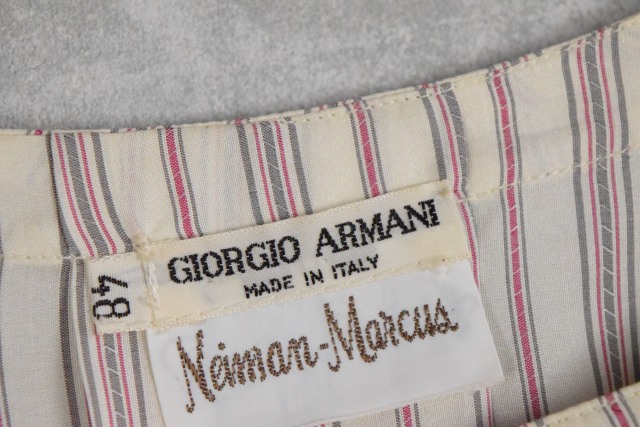 48
GIORGIO ARMANI
MADE IN ITALY
Neiman-Marcus